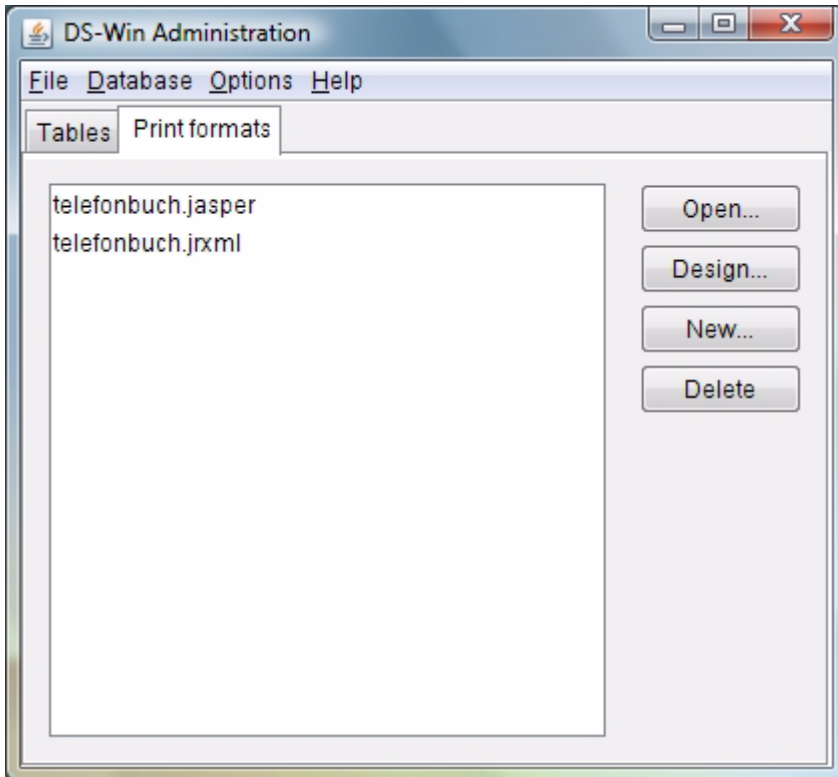 DS-Win Administration
File Database Options Help
Tables Print formats
telefonbuch.jasper
telefonbuch.jrxml
Open...
Design...
New...
Delete